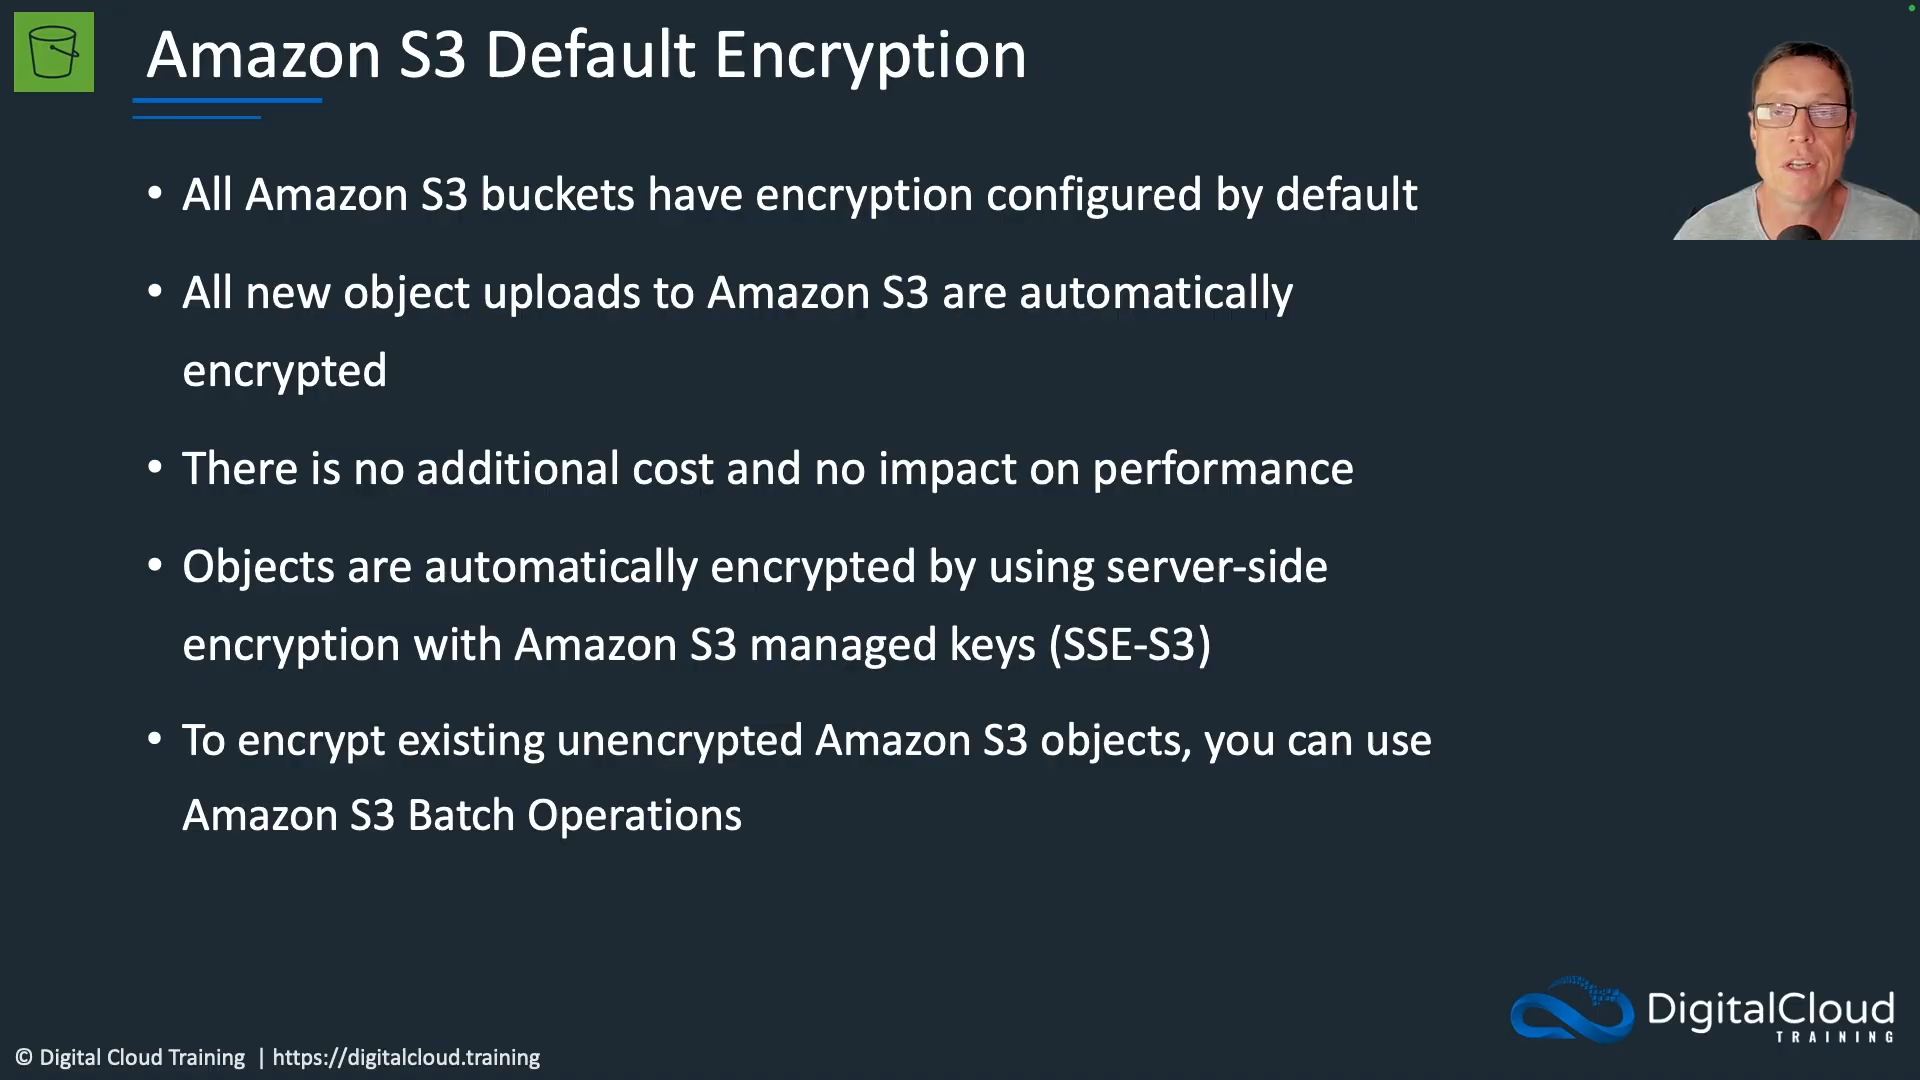 Amazon S3 Default Encryption
• All Amazon S3 buckets have encryption configured by default
• All new object uploads to Amazon S3 are automatically
encrypted
• There is no additional cost and no impact on performance
• Objects are automatically encrypted by using server-side
encryption with Amazon S3 managed keys (SSE-S3)
• To encrypt existing unencrypted Amazon S3 objects, you can use
Amazon S3 Batch Operations
DigitalCloud
TRAINING
© Digital Cloud Training | https://digitalcloud.training